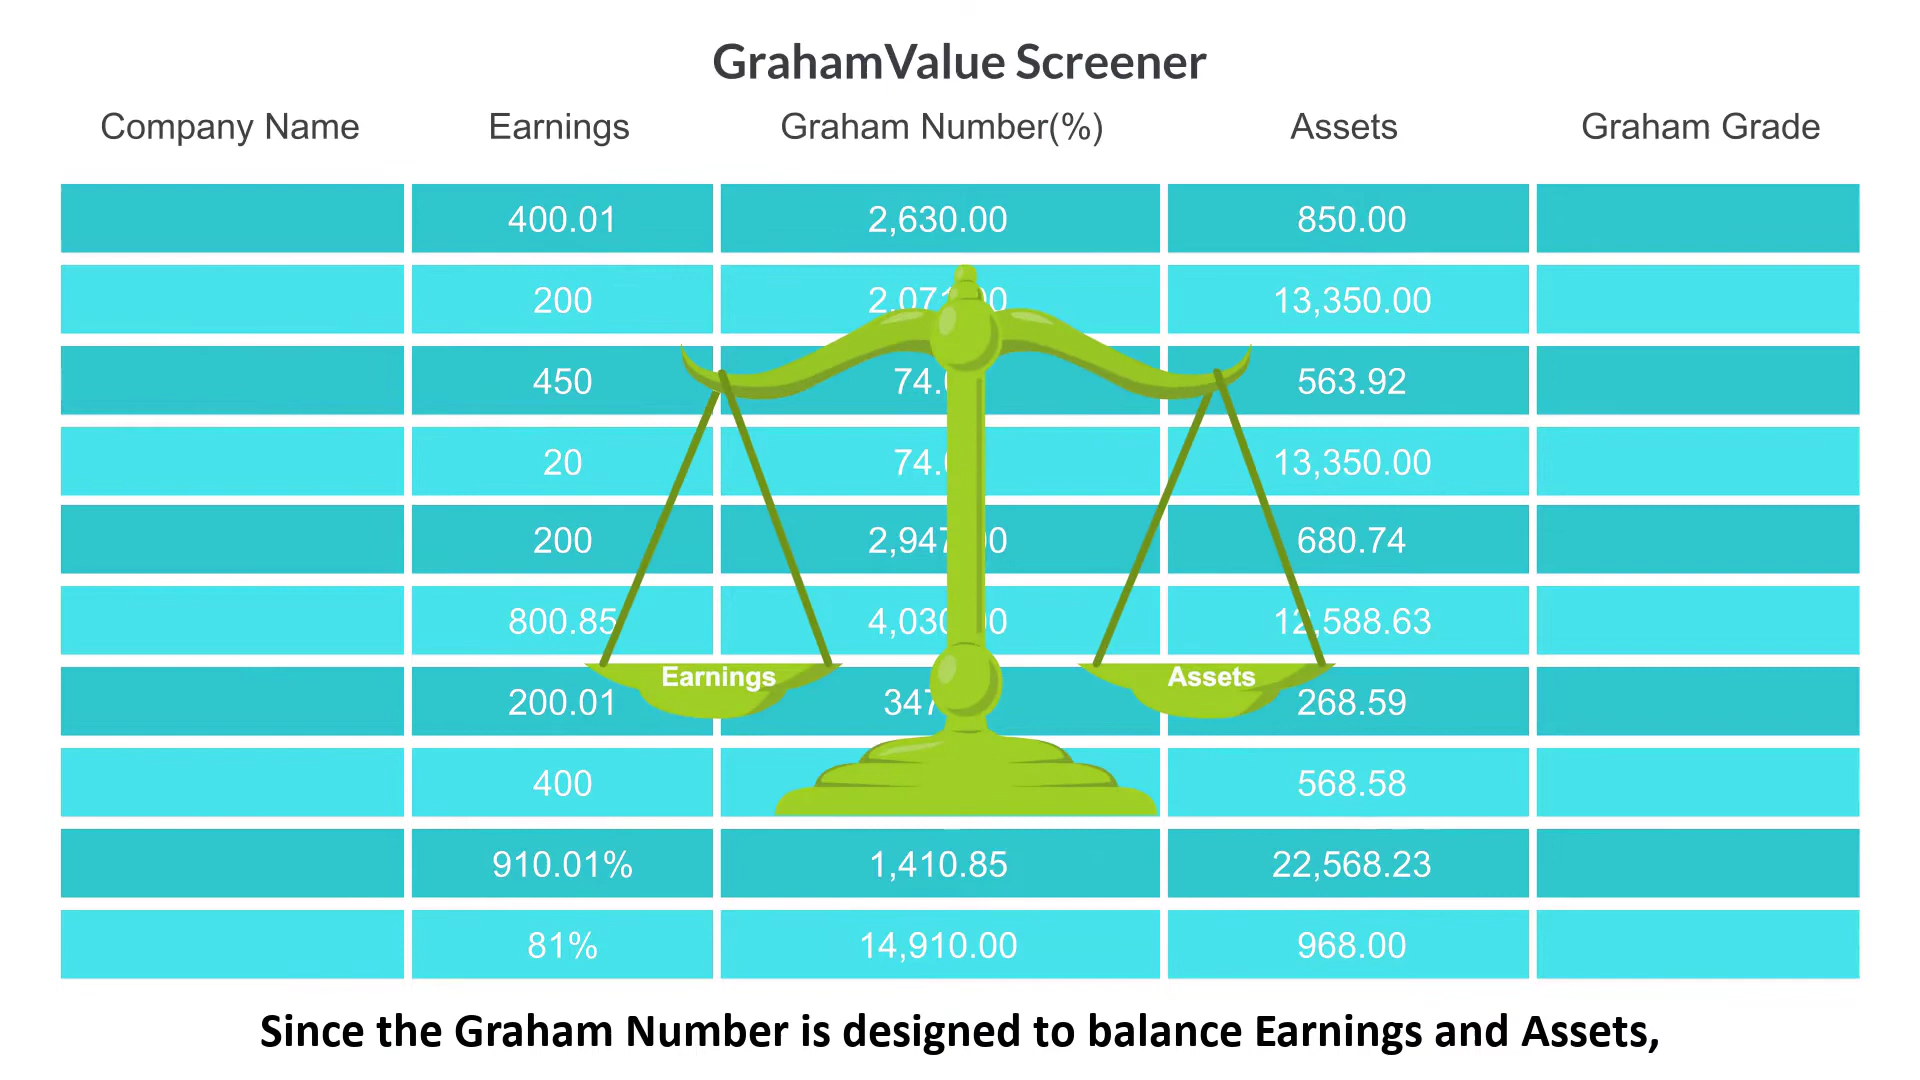 GrahamValue Screener
Company Name Earnings Graham Number(%) Assets Graham Grade
400.01 2,630.00 850.00
200 13,350.00
450 563.92
20 13,350.00
200 680.74
800.85 12,588.63
Earnings Assets
200.01 268.59
400 568.58
910.01% 1,410.85 22,568.23
81% 14,910.00 968.00
Since the Graham Number is designed to balance Earnings and Assets,